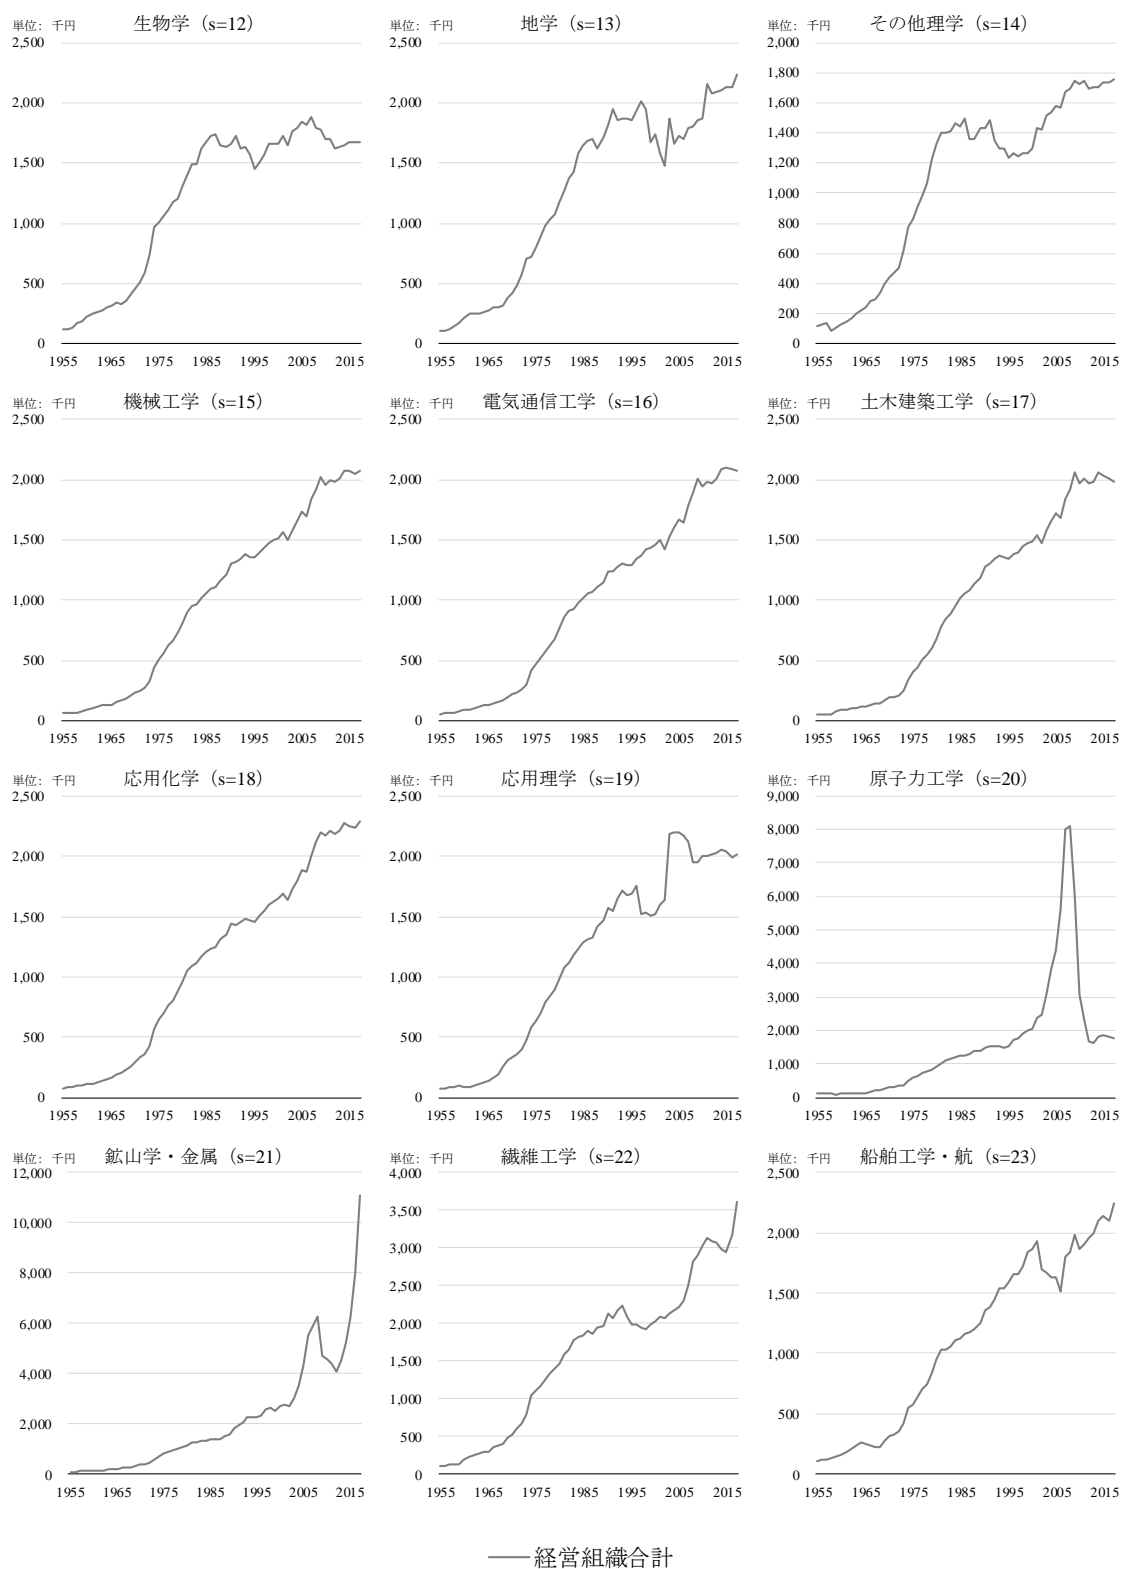 単位：千円 生物学（s=12） 単位：千円 地学（s=13） 単位：千円 その他理学（s=14）
2,500 2,500 2,000
1,800
2,000 2,000 1,600
1,400
1,500 1,500 1,200
1,000
1,000 1,000 800
600
500 500 400
200
0 0 0
1955 1965 1975 1985 1995 2005 2015 1955 1965 1975 1985 1995 2005 2015 1955 1965 1975 1985 1995 2005 2015
単位：千円 機械工学（s=15） 単位：千円 電気通信工学（s=16） 単位：千円 土木建築工学（s=17）
2,500 2,500 2,500
2,000 2,000 2,000
1,500 1,500 1,500
1,000 1,000 1,000
500 500 500
0 0 0
1955 1965 1975 1985 1995 2005 2015 1955 1965 1975 1985 1995 2005 2015 1955 1965 1975 1985 1995 2005 2015
単位：千円 応用化学（s=18） 単位：千円 応用理学（s=19） 単位：千円 原子力工学（s=20）
2,500 2,500 9,000
8,000
2,000 2,000 7,000
6,000
1,500 1,500 5,000
1,000 1,000 4,000
3,000
500 500 2,000
1,000
0 0 0
1955 1965 1975 1985 1995 2005 2015 1955 1965 1975 1985 1995 2005 2015 1955 1965 1975 1985 1995 2005 2015
単位：千円 鉱山学・金属（s=21） 単位：千円 繊維工学（s=22） 単位：千円 船舶工学・航（s=23）
12,000 4,000 2,500
3,500
10,000 2,000
3,000
8,000
2,500 1,500
6,000 2,000
1,500 1,000
4,000
1,000
2,000 500
500
0 0 0
1955 1965 1975 1985 1995 2005 2015 1955 1965 1975 1985 1995 2005 2015 1955 1965 1975 1985 1995 2005 2015
経営組織合計